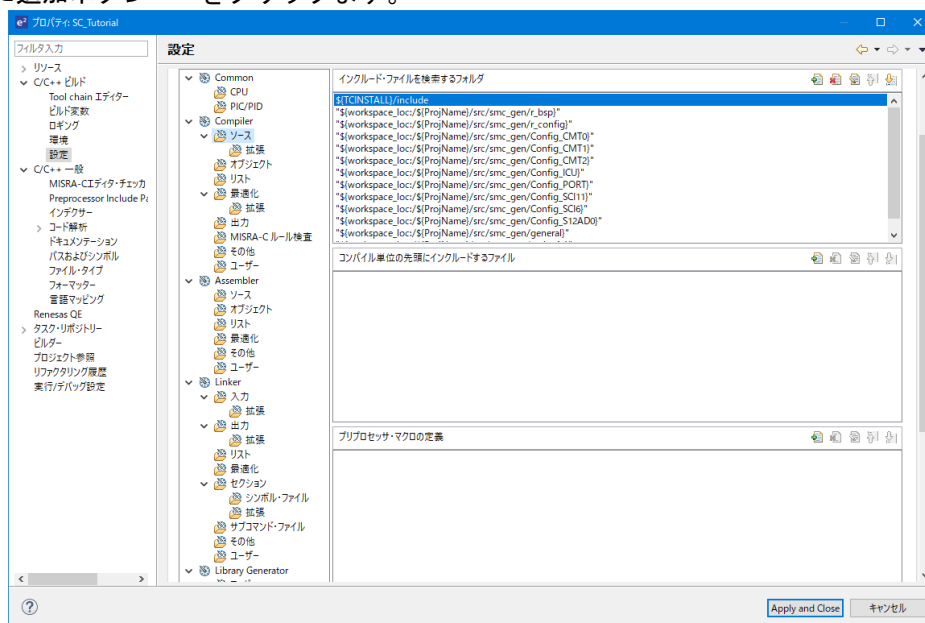 プロパティ: SC_Tutorial
フィルタ入力
リソース
C/C++ ビルド
Tool chain エディター
ビルド変数
ロギング
環境
設定
C/C++ 一般
MISRA-Cエディタ・チェッカ
Preprocessor Include Pa
インデクサー
コード解析
ドキュメンテーション
パスおよびシンボル
ファイル・タイプ
フォーマッター
言語マッピング
Renesas QE
タスク・リポジトリー
ビルダー
プロジェクト参照
リファクタリング履歴
実行/デバッグ設定
設定
Common
CPU
PIC/PID
Compiler
ソース
拡張
オブジェクト
リスト
最適化
拡張
出力
MISRA-C ルール検査
その他
ユーザー
Assembler
ソース
オブジェクト
リスト
最適化
その他
ユーザー
Linker
入力
拡張
出力
拡張
リスト
最適化
セクション
シンボル・ファイル
拡張
サブコマンド・ファイル
その他
ユーザー
Library Generator
インクルード・ファイルを検索するフォルダ
${TCINSTALL}/include
"${workspace_loc:/${ProjName}/src/smc_gen/r_bsp}"
"${workspace_loc:/${ProjName}/src/smc_gen/r_config}"
"${workspace_loc:/${ProjName}/src/smc_gen/Config_CMT0}"
"${workspace_loc:/${ProjName}/src/smc_gen/Config_CMT1}"
"${workspace_loc:/${ProjName}/src/smc_gen/Config_CMT2}"
"${workspace_loc:/${ProjName}/src/smc_gen/Config_ICU}"
"${workspace_loc:/${ProjName}/src/smc_gen/Config_PORT}"
"${workspace_loc:/${ProjName}/src/smc_gen/Config_SCI11}"
"${workspace_loc:/${ProjName}/src/smc_gen/Config_SCI6}"
"${workspace_loc:/${ProjName}/src/smc_gen/Config_S12AD0}"
"${workspace_loc:/${ProjName}/src/smc_gen/general}"
コンパイル単位の先頭にインクルードするファイル
プリプロセッサ・マクロの定義
Apply and Close
キャンセル